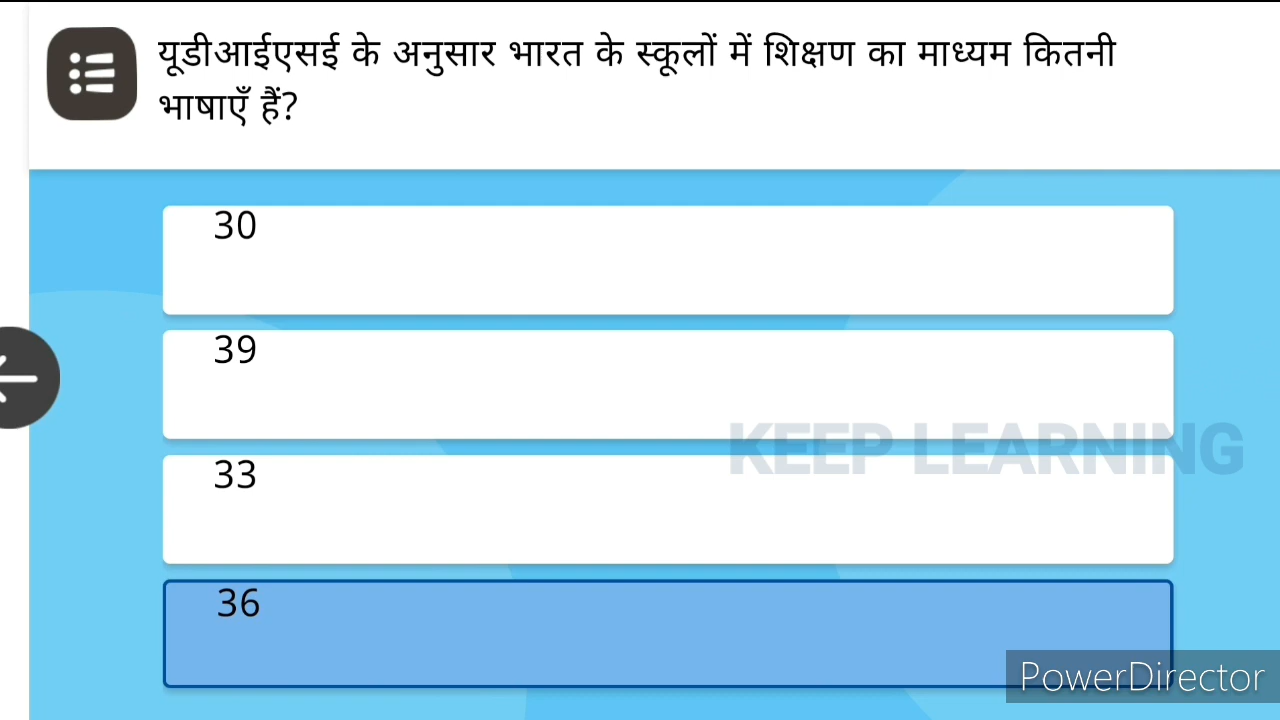 यूडीआईएसई के अनुसार भारत के स्कूलों में शिक्षण का माध्यम कितनी
भाषाएँ हैं?
30
39
KEEP LEARNING
33
36
PowerDirector